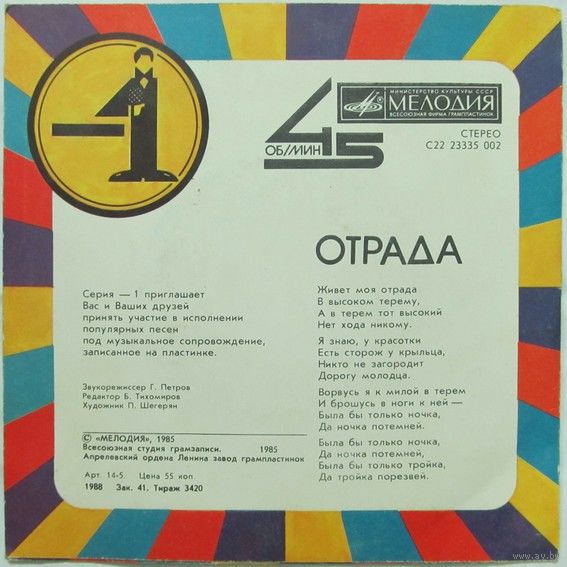 МИНИСТЕРСТВО КУЛЬТУРЫ СССР
МЕЛОДИЯ
ВСЕСОЮЗНАЯ ФИРМА ГРАМПЛАСТИНОК
45
ОБ/МИН
СТЕРЕО
С22 23335 002
–1
ОТРАДА
Серия — 1 приглашает
Вас и Ваших друзей
принять участие в исполнении
популярных песен
под музыкальное сопровождение,
записанное на пластинке.
Звукорежиссер Г. Петров
Редактор Б. Тихомиров
Художник П. Шегерян
© «МЕЛОДИЯ», 1985
Всесоюзная студия грамзаписи. 1985
Апрелевский ордена Ленина завод грампластинок
Арт. 14-5. Цена 55 коп.
1988 Зак. 41. Тираж 3420
Живет моя отрада
В высоком терему,
А в терем тот высокий
Нет хода никому.
Я знаю, у красотки
Есть сторож у крыльца,
Никто не загородит
Дорогу молодца.
Ворвусь я к милой в терем
И брошусь в ноги к ней —
Была бы только ночка,
Да ночка потемней.
Была бы только ночка,
Да ночка потемней,
Была бы только тройка,
Да тройка порезвей.